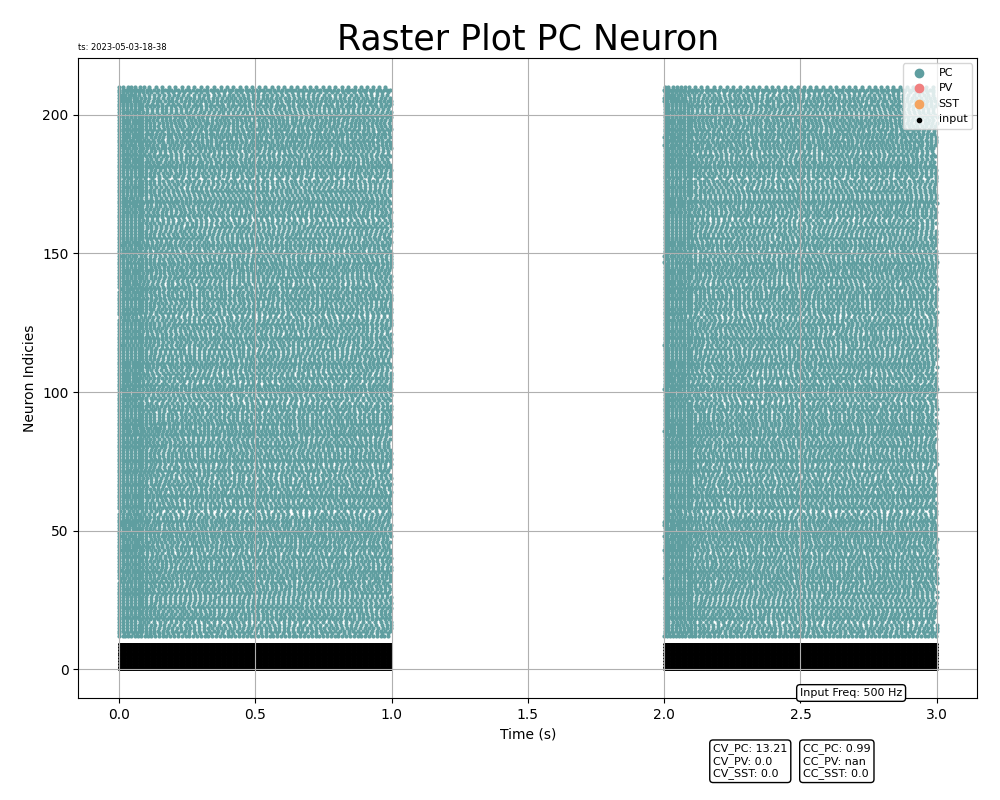 Raster Plot PC Neuron
ts: 2023-05-03-18-38
PC
PV
SST
input
200
150
100
50
0
Neuron Indicies
0.0 0.5 1.0 1.5 2.0 2.5 3.0
Time (s)
Input Freq: 500 Hz
CV_PC: 13.21
CV_PV: 0.0
CV_SST: 0.0
CC_PC: 0.99
CC_PV: nan
CC_SST: 0.0